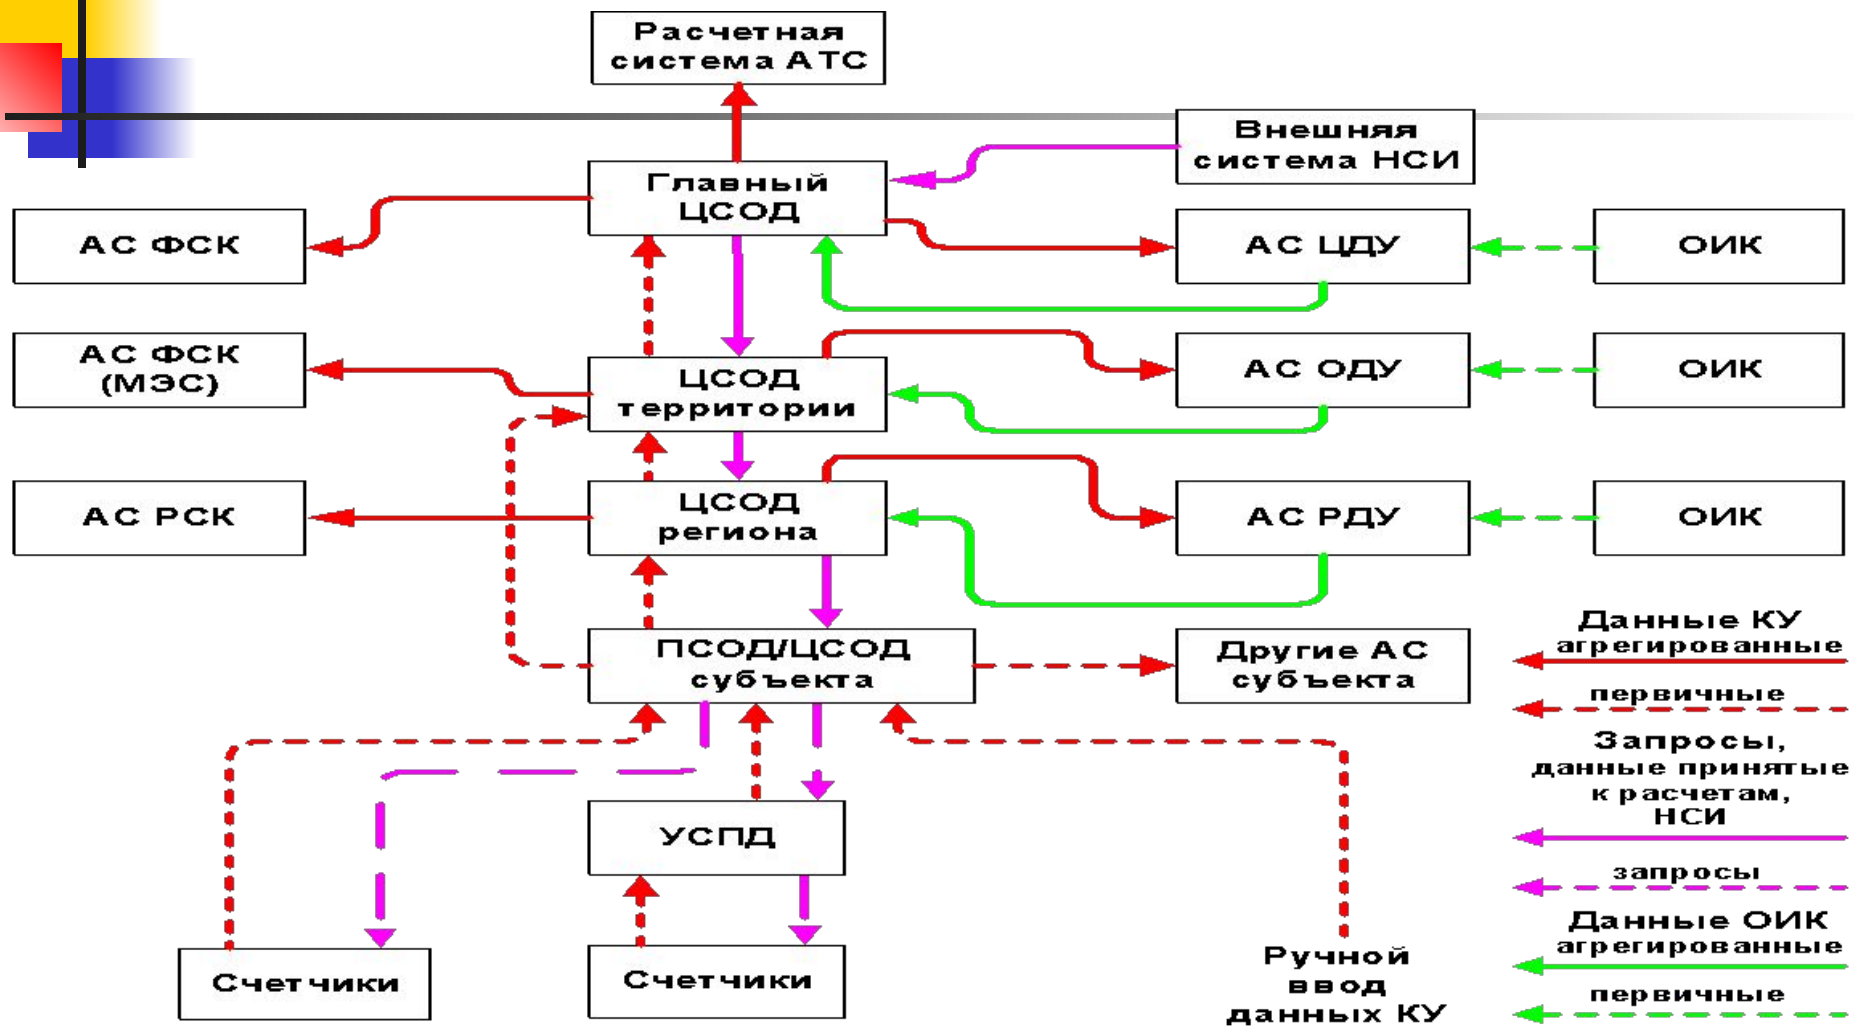 Расчетная
система АТС
Внешняя
система НСИ
Главный
ЦСОД
АС ФСК
АС ЦДУ
ОИК
АС ФСК
(МЭС)
ЦСОД
территории
АС ОДУ
ОИК
АС РСК
ЦСОД
региона
АС РДУ
ОИК
ПСОД/ЦСОД
субъекта
Другие АС
субъекта
Данные КУ
агрегированные
первичные
Запросы,
данные принятые
к расчетам,
НСИ
запросы
Данные ОИК
агрегированные
первичные
УСПД
Счетчики
Счетчики
Ручной
ввод
данных КУ